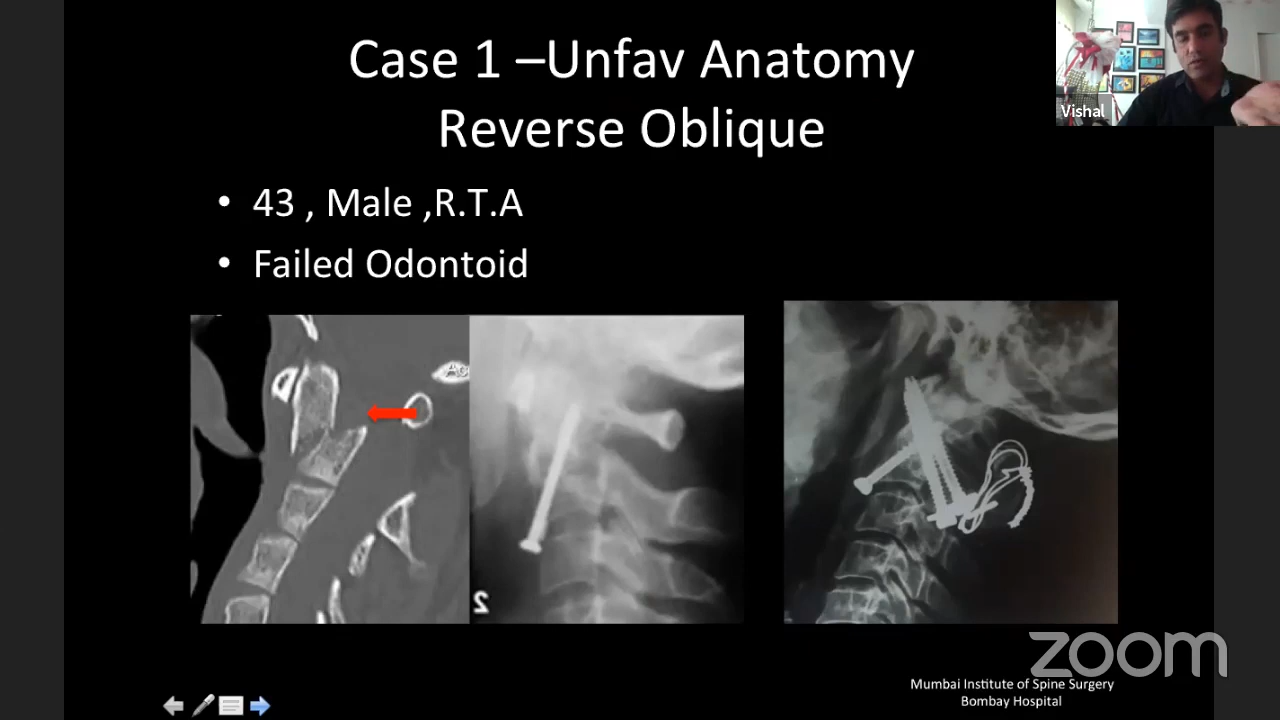 Case 1 –Unfav Anatomy
Reverse Oblique
Vishal
• 43 , Male ,R.T.A
• Failed Odontoid
2
zoom
Mumbai Institute of Spine Surgery
Bombay Hospital